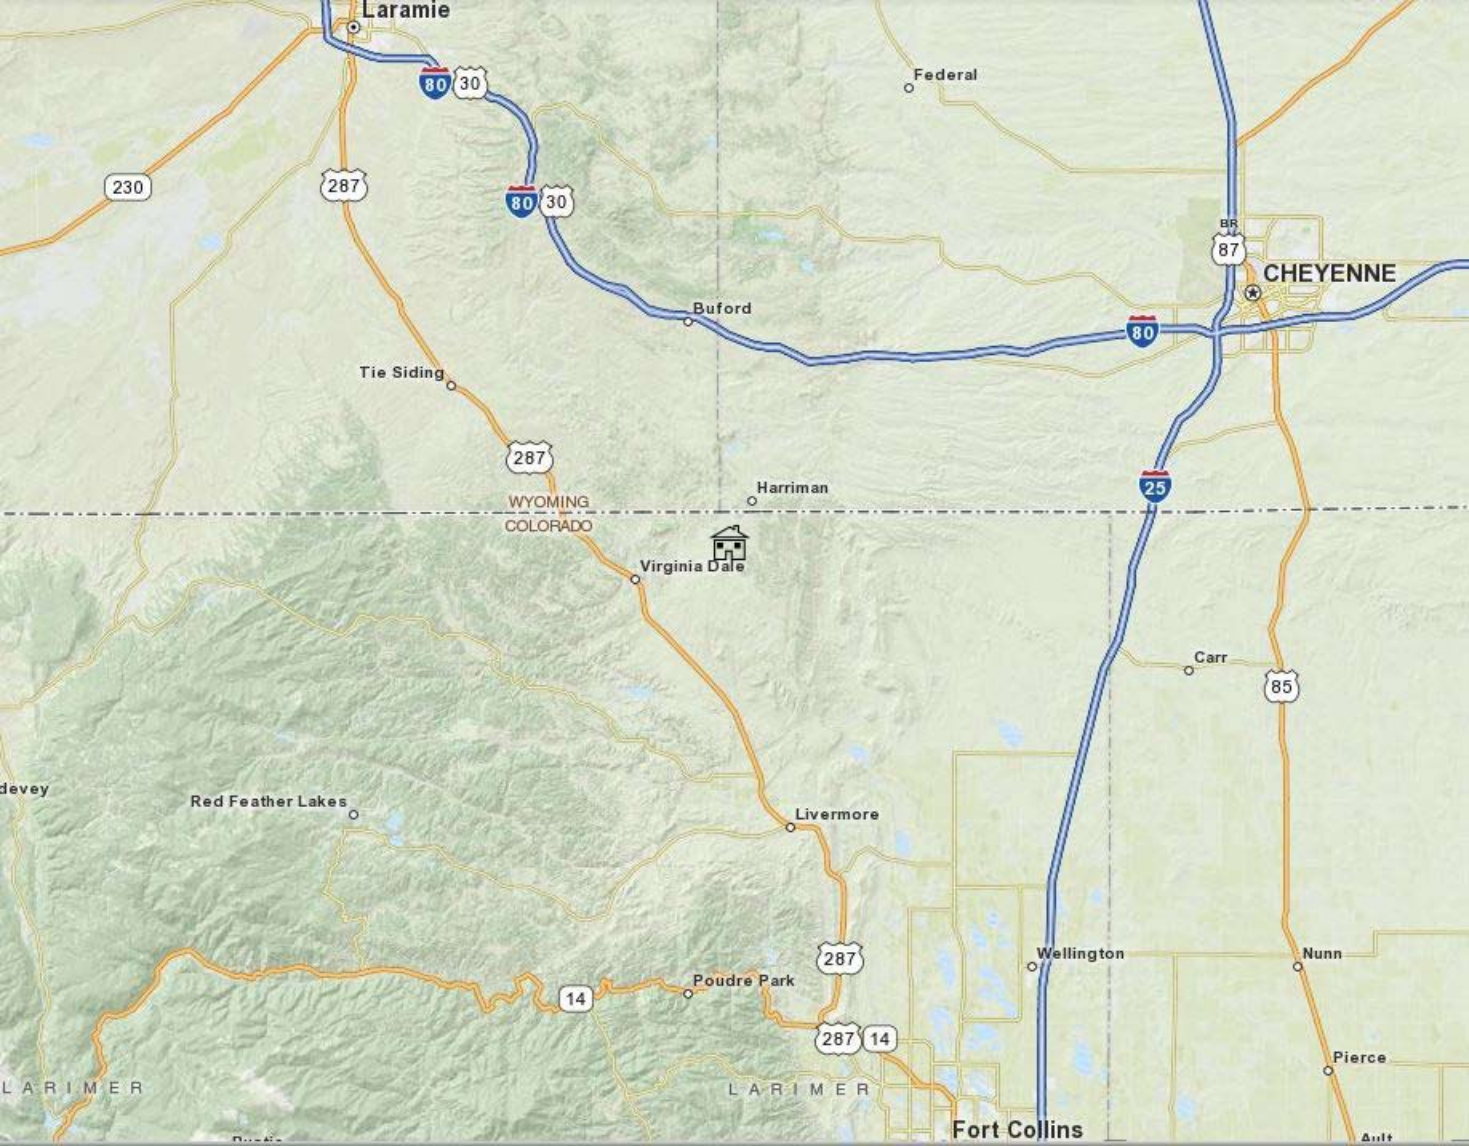 Laramie
Federal
80
30
230
287
80
30
BR
87
CHEYENNE
Buford
80
Tie Siding
287
Harriman
25
WYOMING
COLORADO
Virginia Dale
Carr
85
devey
Red Feather Lakes
Livermore
287
Wellington
Nunn
Poudre Park
14
287
14
Pierce
LARIMER
LARIMER
Fort Collins
Ault